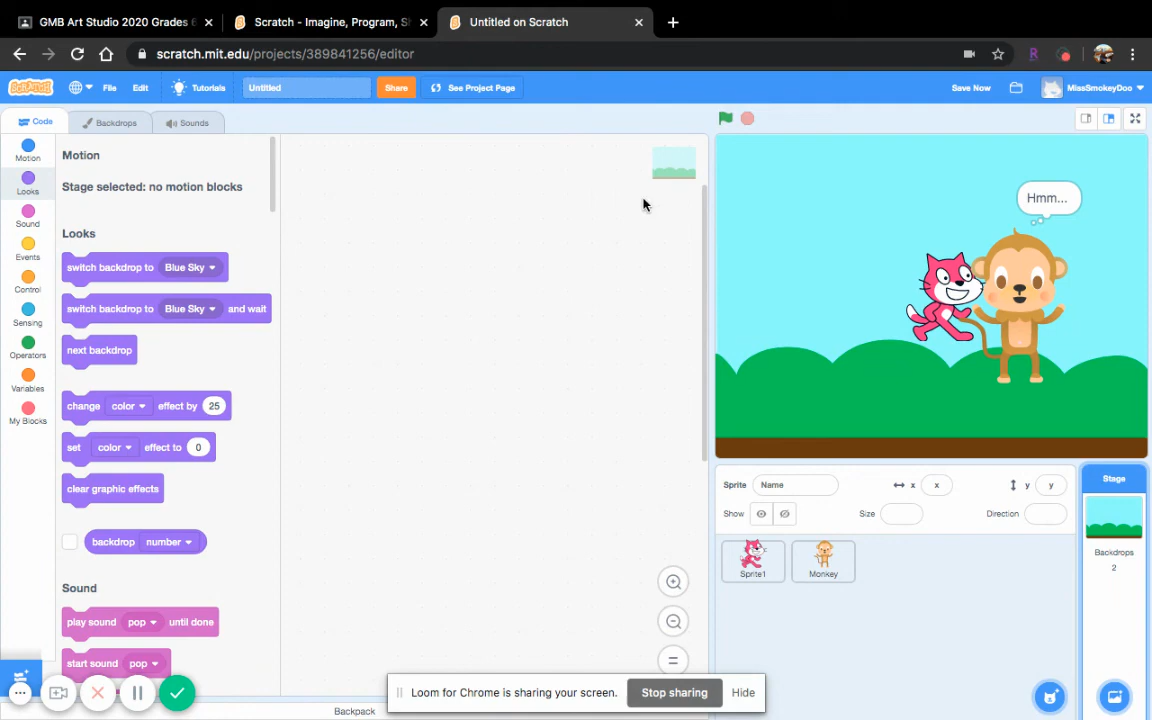 GMB Art Studio 2020 Grades 6
Scratch - Imagine, Program, Sh
Untitled on Scratch
scratch.mit.edu/projects/389841256/editor
SCRATCH
File
Edit
Tutorials
Untitled
Share
See Project Page
Save Now
MissSmokeyDoo
Code
Backdrops
Sounds
Motion
Looks
Sound
Events
Control
Sensing
Operators
Variables
My Blocks
Motion
Stage selected: no motion blocks
Looks
switch backdrop to Blue Sky
switch backdrop to Blue Sky and wait
next backdrop
change color effect by 25
set color effect to 0
clear graphic effects
backdrop number
Sound
play sound pop until done
start sound pop
Hmm...
Sprite Name x x y y
Show Size Direction
Sprite1
Monkey
Stage
Backdrops
2
Loom for Chrome is sharing your screen. Stop sharing Hide
Backpack